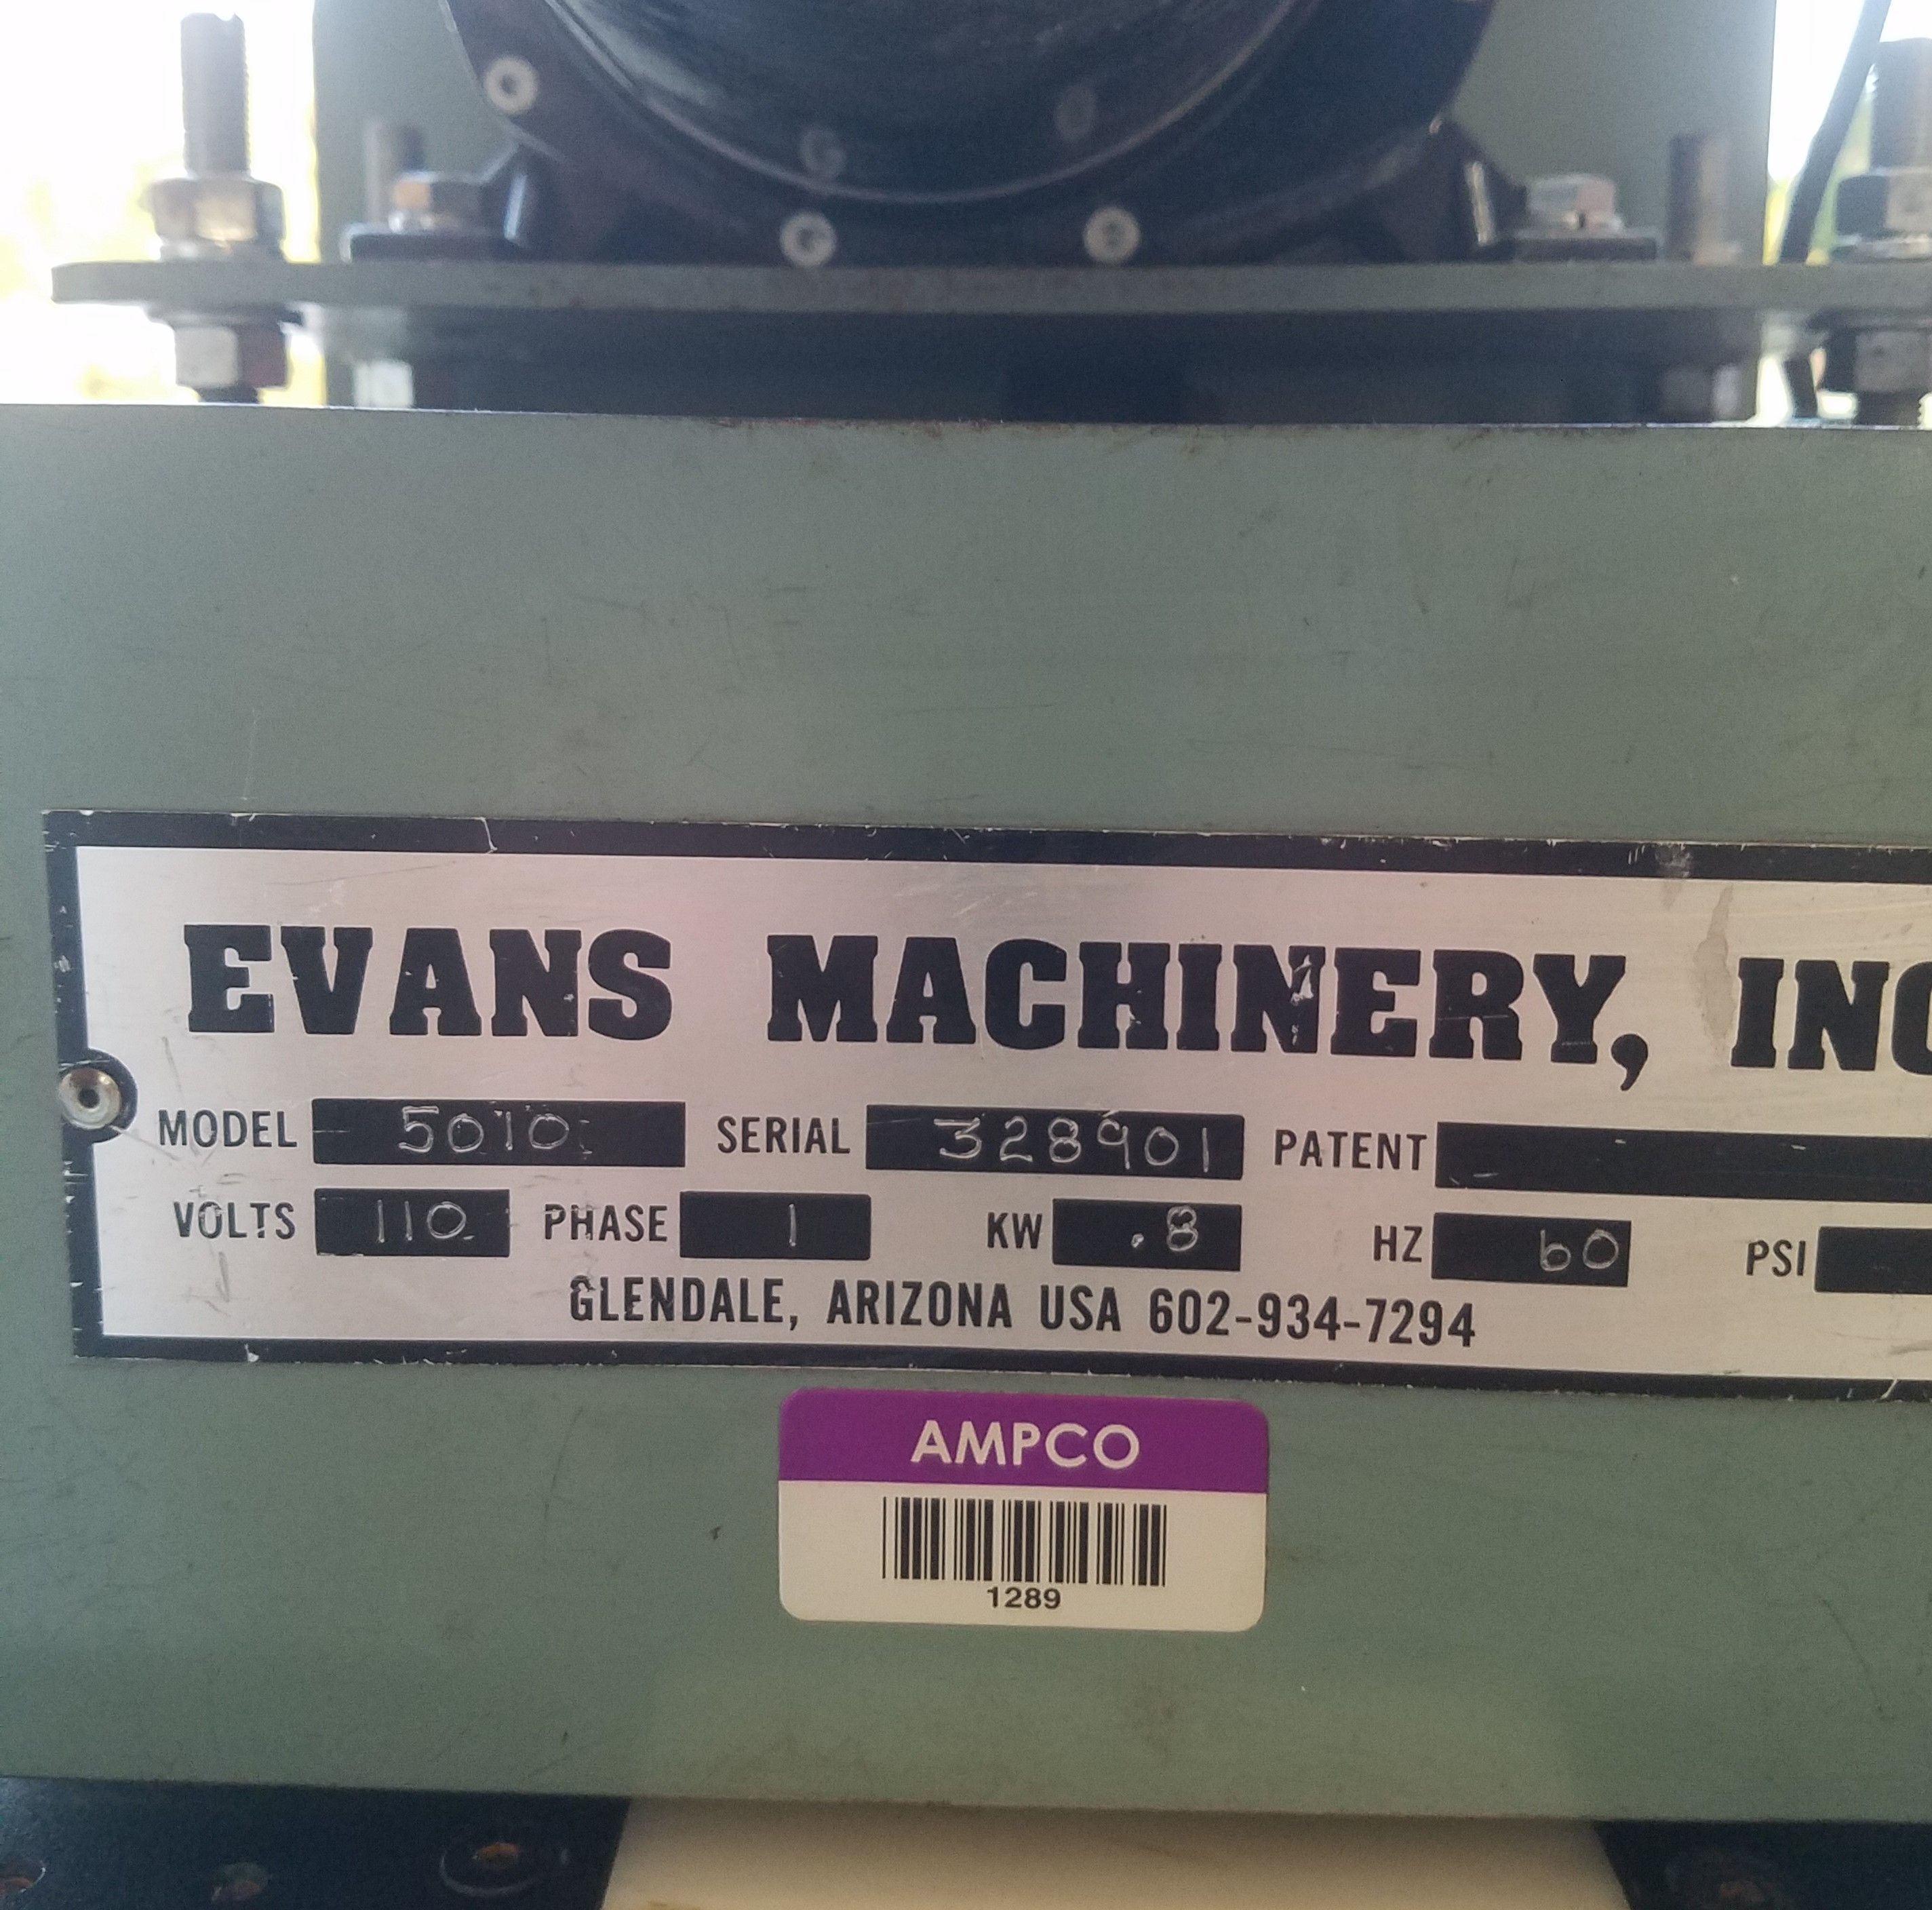 EVANS MACHINERY, INC
MODEL 5010 SERIAL 328901 PATENT
VOLTS 110 PHASE 1 KW .8 HZ 60 PSI
GLENDALE, ARIZONA USA 602-934-7294
AMPCO
1289